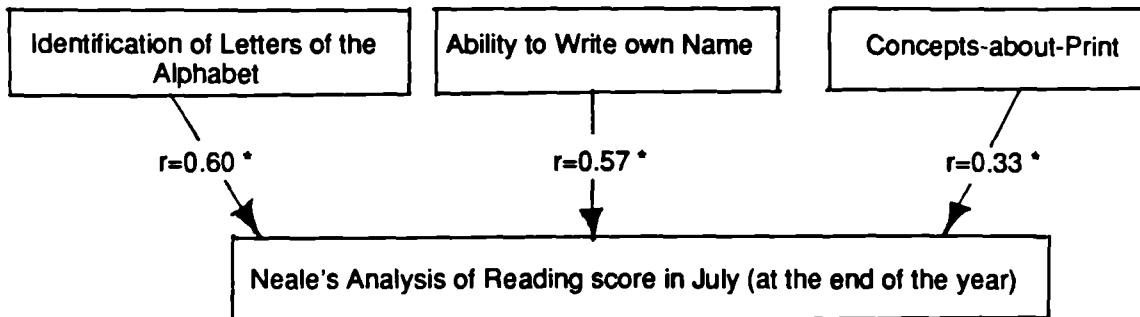 Identification of Letters of the
Alphabet
Ability to Write own Name
Concepts-about-Print
r=0.60 *
r=0.57 *
r=0.33 *
Neale's Analysis of Reading score in July (at the end of the year)